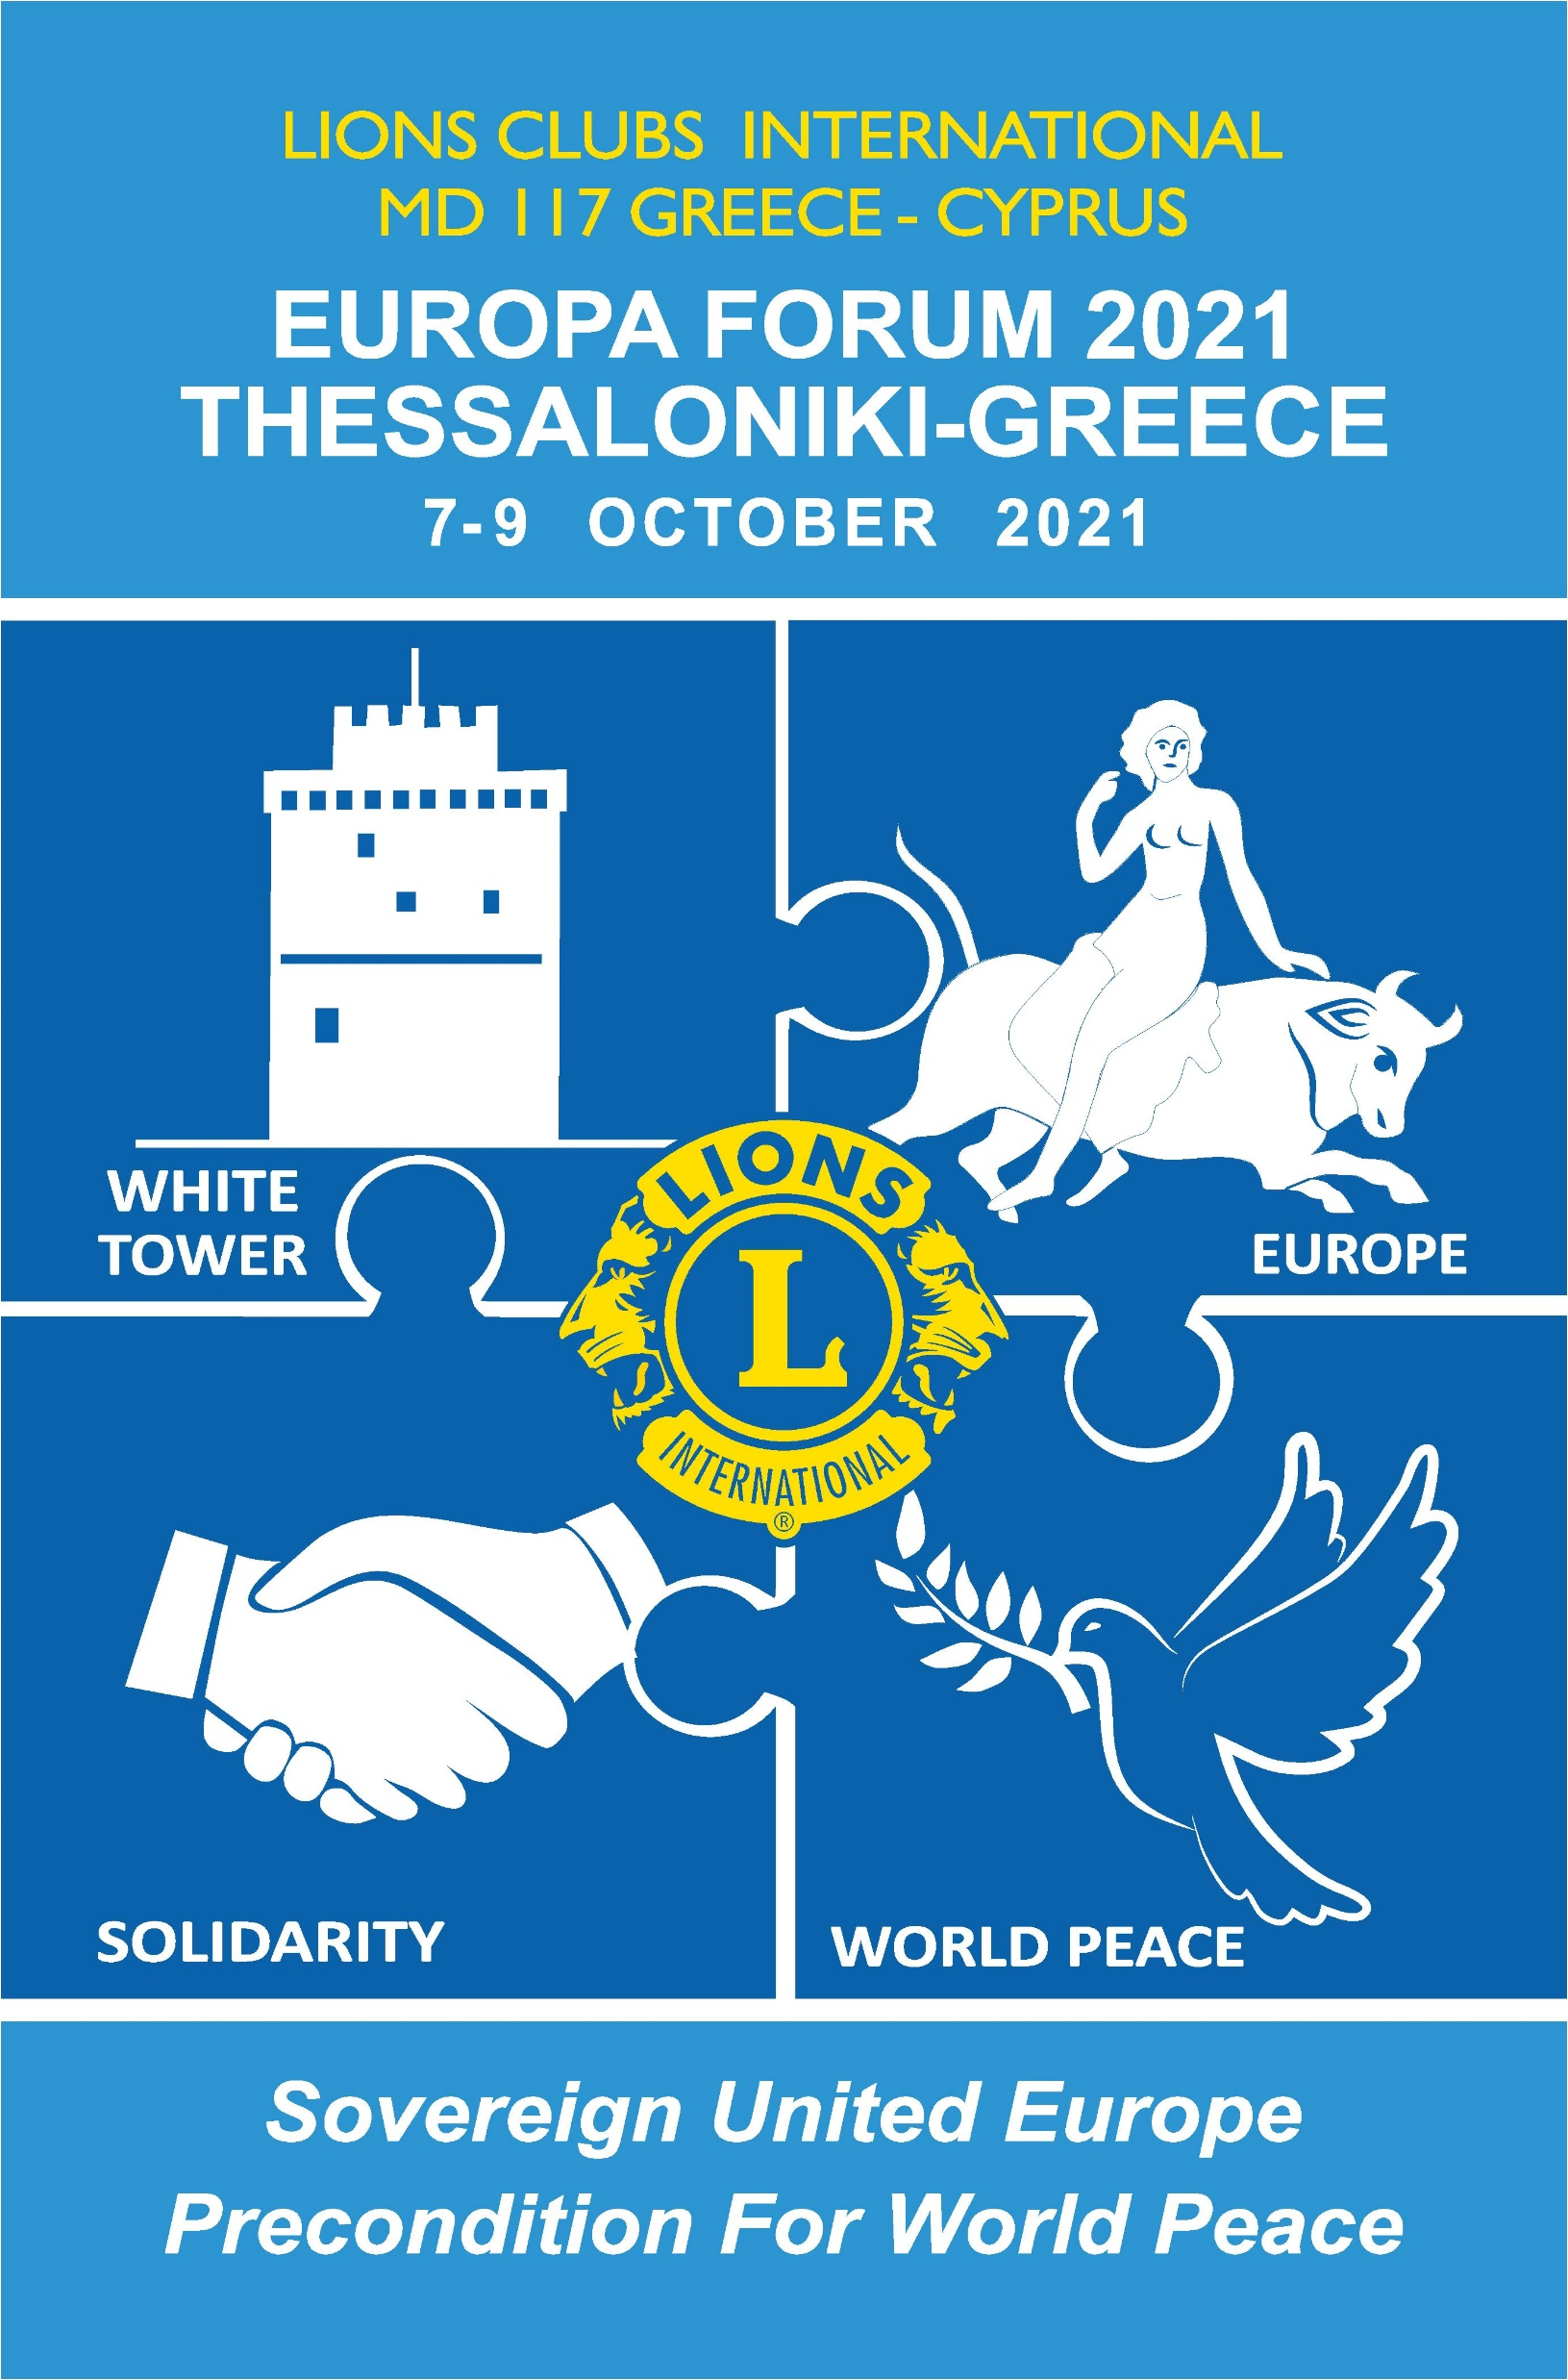 LIONS CLUBS INTERNATIONAL
MD 117 GREECE - CYPRUS
EUROPA FORUM 2021
THESSALONIKI-GREECE
7-9 OCTOBER 2021
WHITE
TOWER
EUROPE
LIONS
L
INTERNATIONAL
®
SOLIDARITY
WORLD PEACE
Sovereign United Europe
Precondition For World Peace